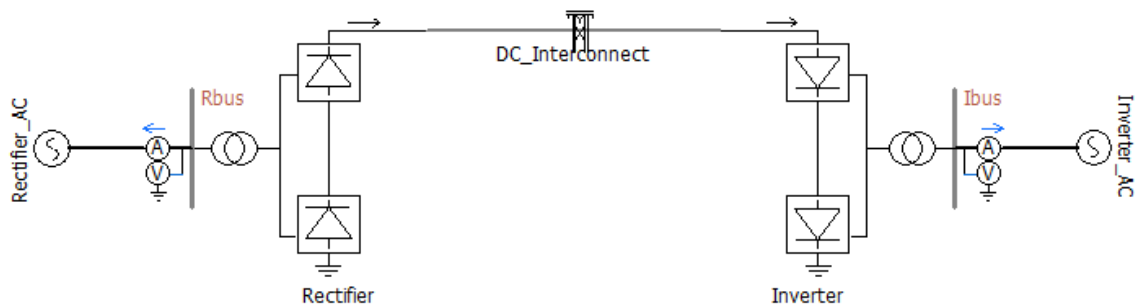 DC_Interconnect
Rbus
Ibus
Rectifier_AC
A
V
A
V
Inverter_AC
Rectifier
Inverter